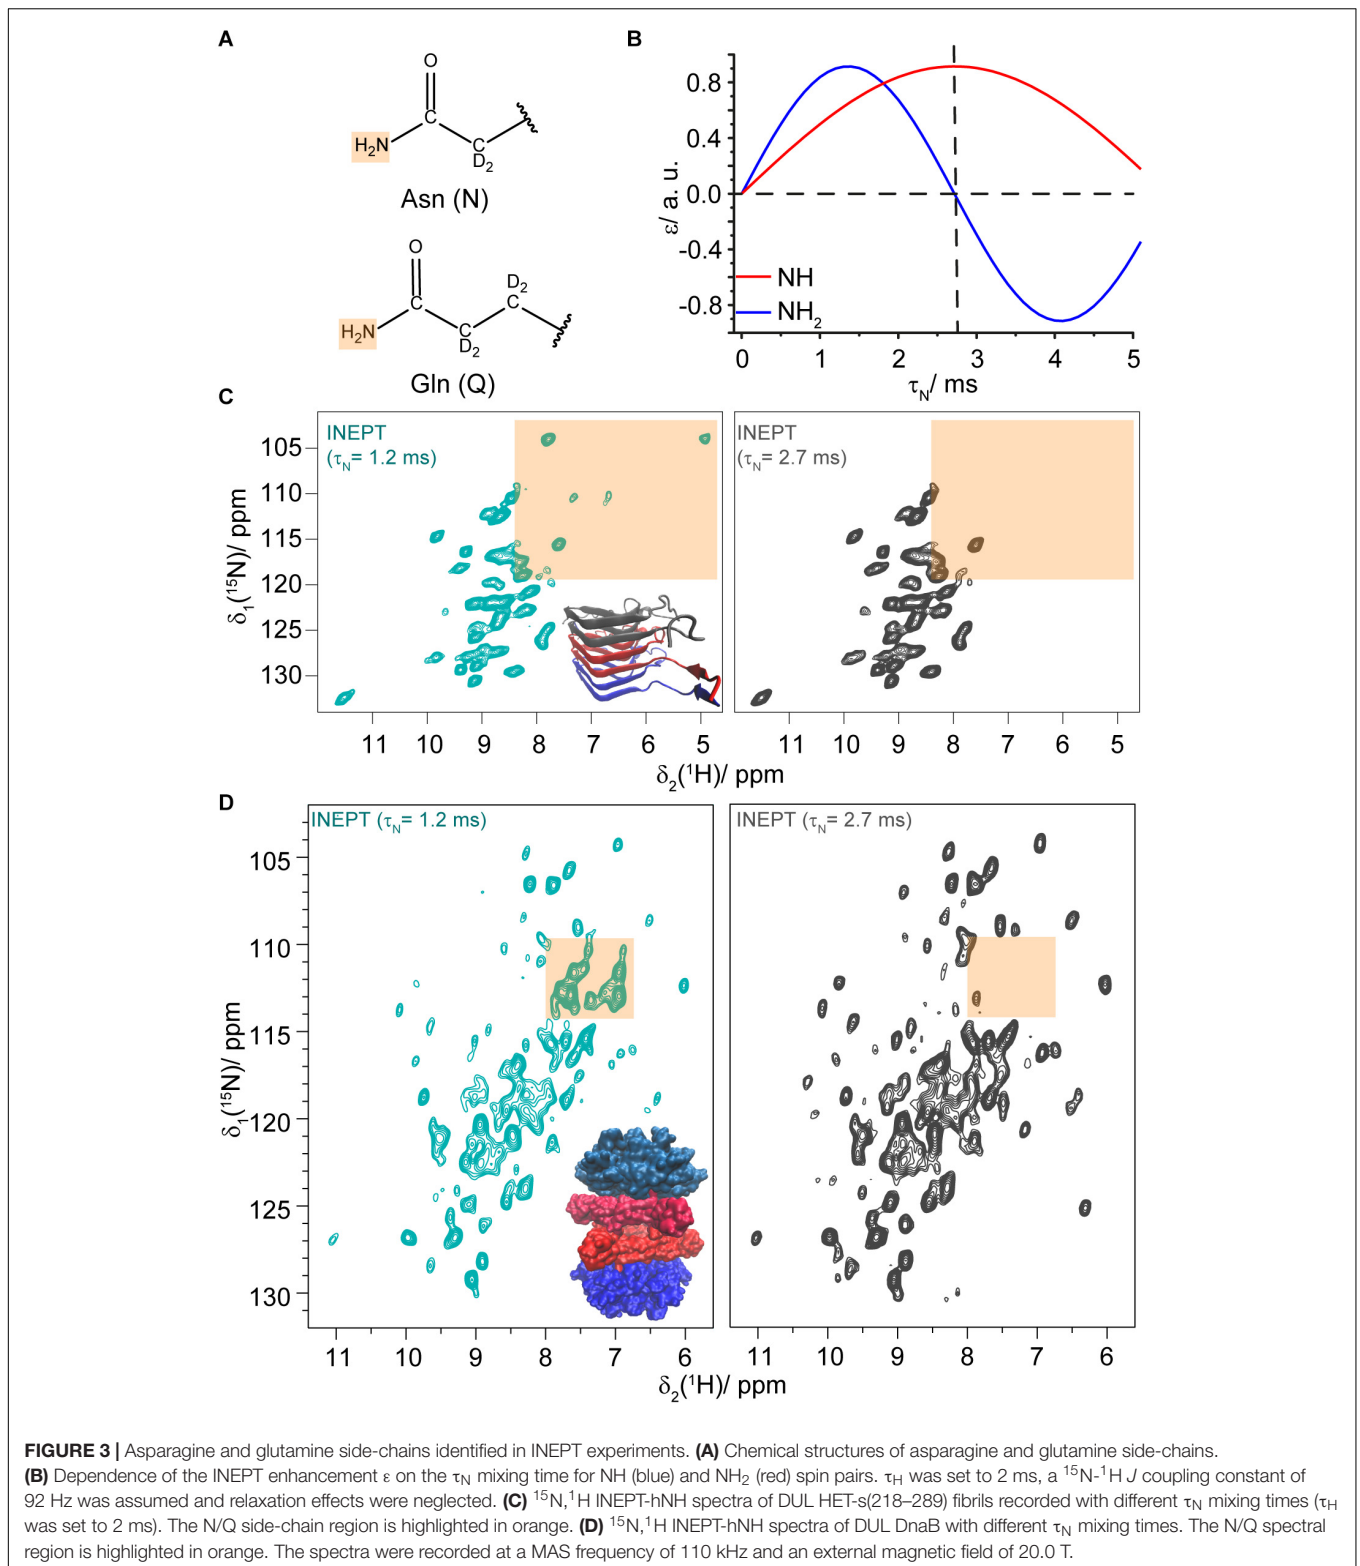 A
O
C
H2N
C
D2
Asn (N)
O
D2
C
C
H2N
C
D2
Gln (Q)
B
0.8
0.4
0.0
-0.4
-0.8
ε/ a. u.
NH
NH2
0 1 2 3 4 5
τN/ ms
C
INEPT
(τN= 1.2 ms)
INEPT
(τN= 2.7 ms)
105
110
115
120
125
130
δ1(15N)/ ppm
11 10 9 8 7 6 5
11 10 9 8 7 6 5
δ2(1H)/ ppm
D
INEPT (τN= 1.2 ms)
INEPT (τN= 2.7 ms)
105
110
115
120
125
130
δ1(15N)/ ppm
11 10 9 8 7 6
11 10 9 8 7 6
δ2(1H)/ ppm
FIGURE 3 | Asparagine and glutamine side-chains identified in INEPT experiments. (A) Chemical structures of asparagine and glutamine side-chains.
(B) Dependence of the INEPT enhancement ε on the τN mixing time for NH (blue) and NH2 (red) spin pairs. τH was set to 2 ms, a 15N-1H J coupling constant of
92 Hz was assumed and relaxation effects were neglected. (C) 15N,1H INEPT-hNH spectra of DUL HET-s(218–289) fibrils recorded with different τN mixing times (τH
was set to 2 ms). The N/Q side-chain region is highlighted in orange. (D) 15N,1H INEPT-hNH spectra of DUL DnaB with different τN mixing times. The N/Q spectral
region is highlighted in orange. The spectra were recorded at a MAS frequency of 110 kHz and an external magnetic field of 20.0 T.